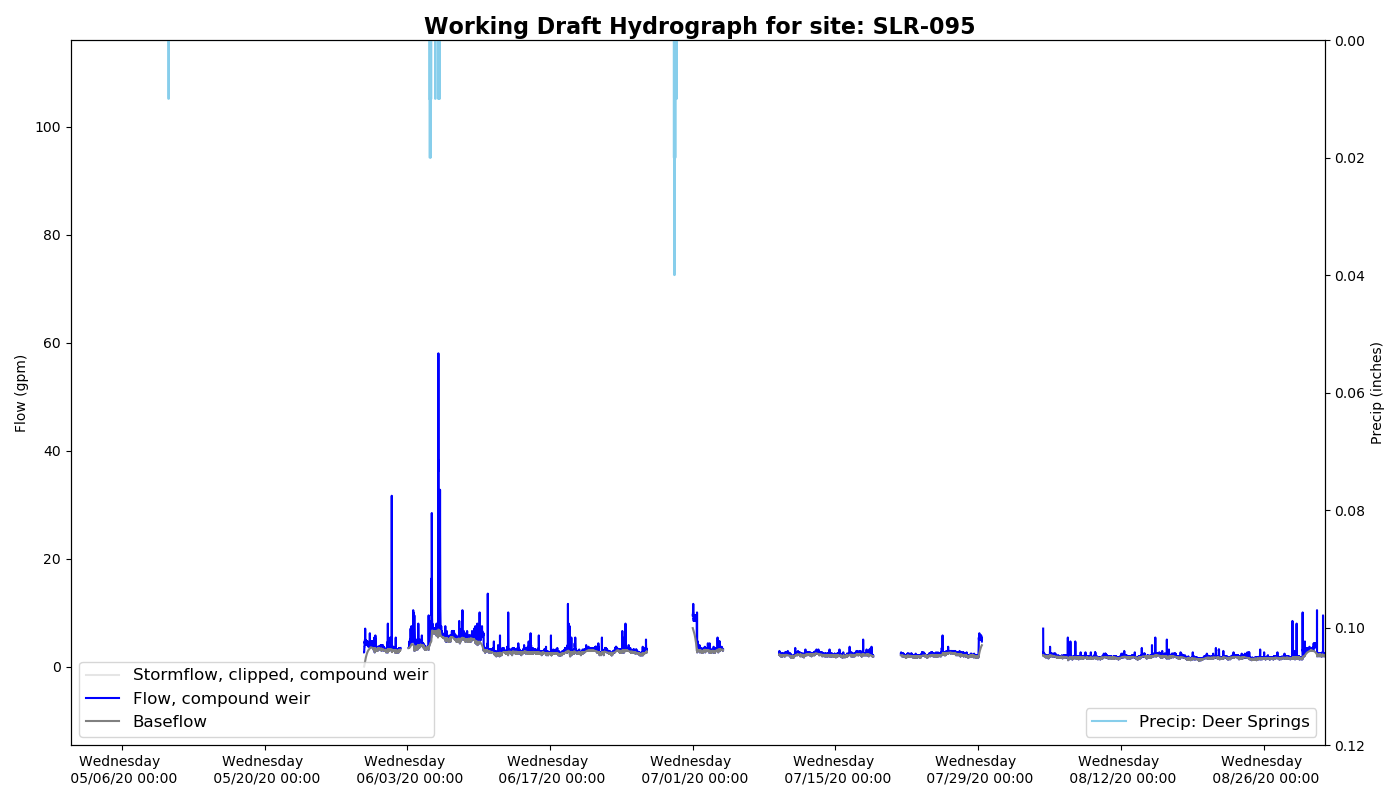 Working Draft Hydrograph for site: SLR-095
0.00
100
0.02
80
0.04
60
Flow (gpm)
0.06
Precip (inches)
40
0.08
20
0.10
0
Stormflow, clipped, compound weir
Flow, compound weir
Baseflow
Precip: Deer Springs
0.12
Wednesday
05/06/20 00:00
Wednesday
05/20/20 00:00
Wednesday
06/03/20 00:00
Wednesday
06/17/20 00:00
Wednesday
07/01/20 00:00
Wednesday
07/15/20 00:00
Wednesday
07/29/20 00:00
Wednesday
08/12/20 00:00
Wednesday
08/26/20 00:00